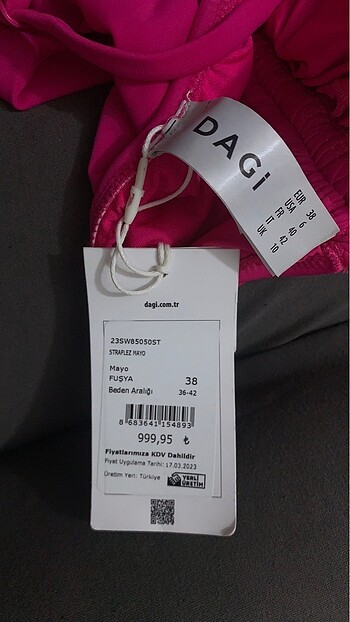 DAGi
EUR 38
USA 6
FR 40
IT 42
UK 10
dagi.com.tr
23SW85050ST
STRAPLEZ MAYO
Mayo
FUŞYA 38
Beden Aralığı 36-42
8 683641 154893
999,95 ₺
Fiyatlarımıza KDV Dahildir
Fiyat Uygulama Tarihi: 17.03.2023
Üretim Yeri: Türkiye
YERLİ
ÜRETİM